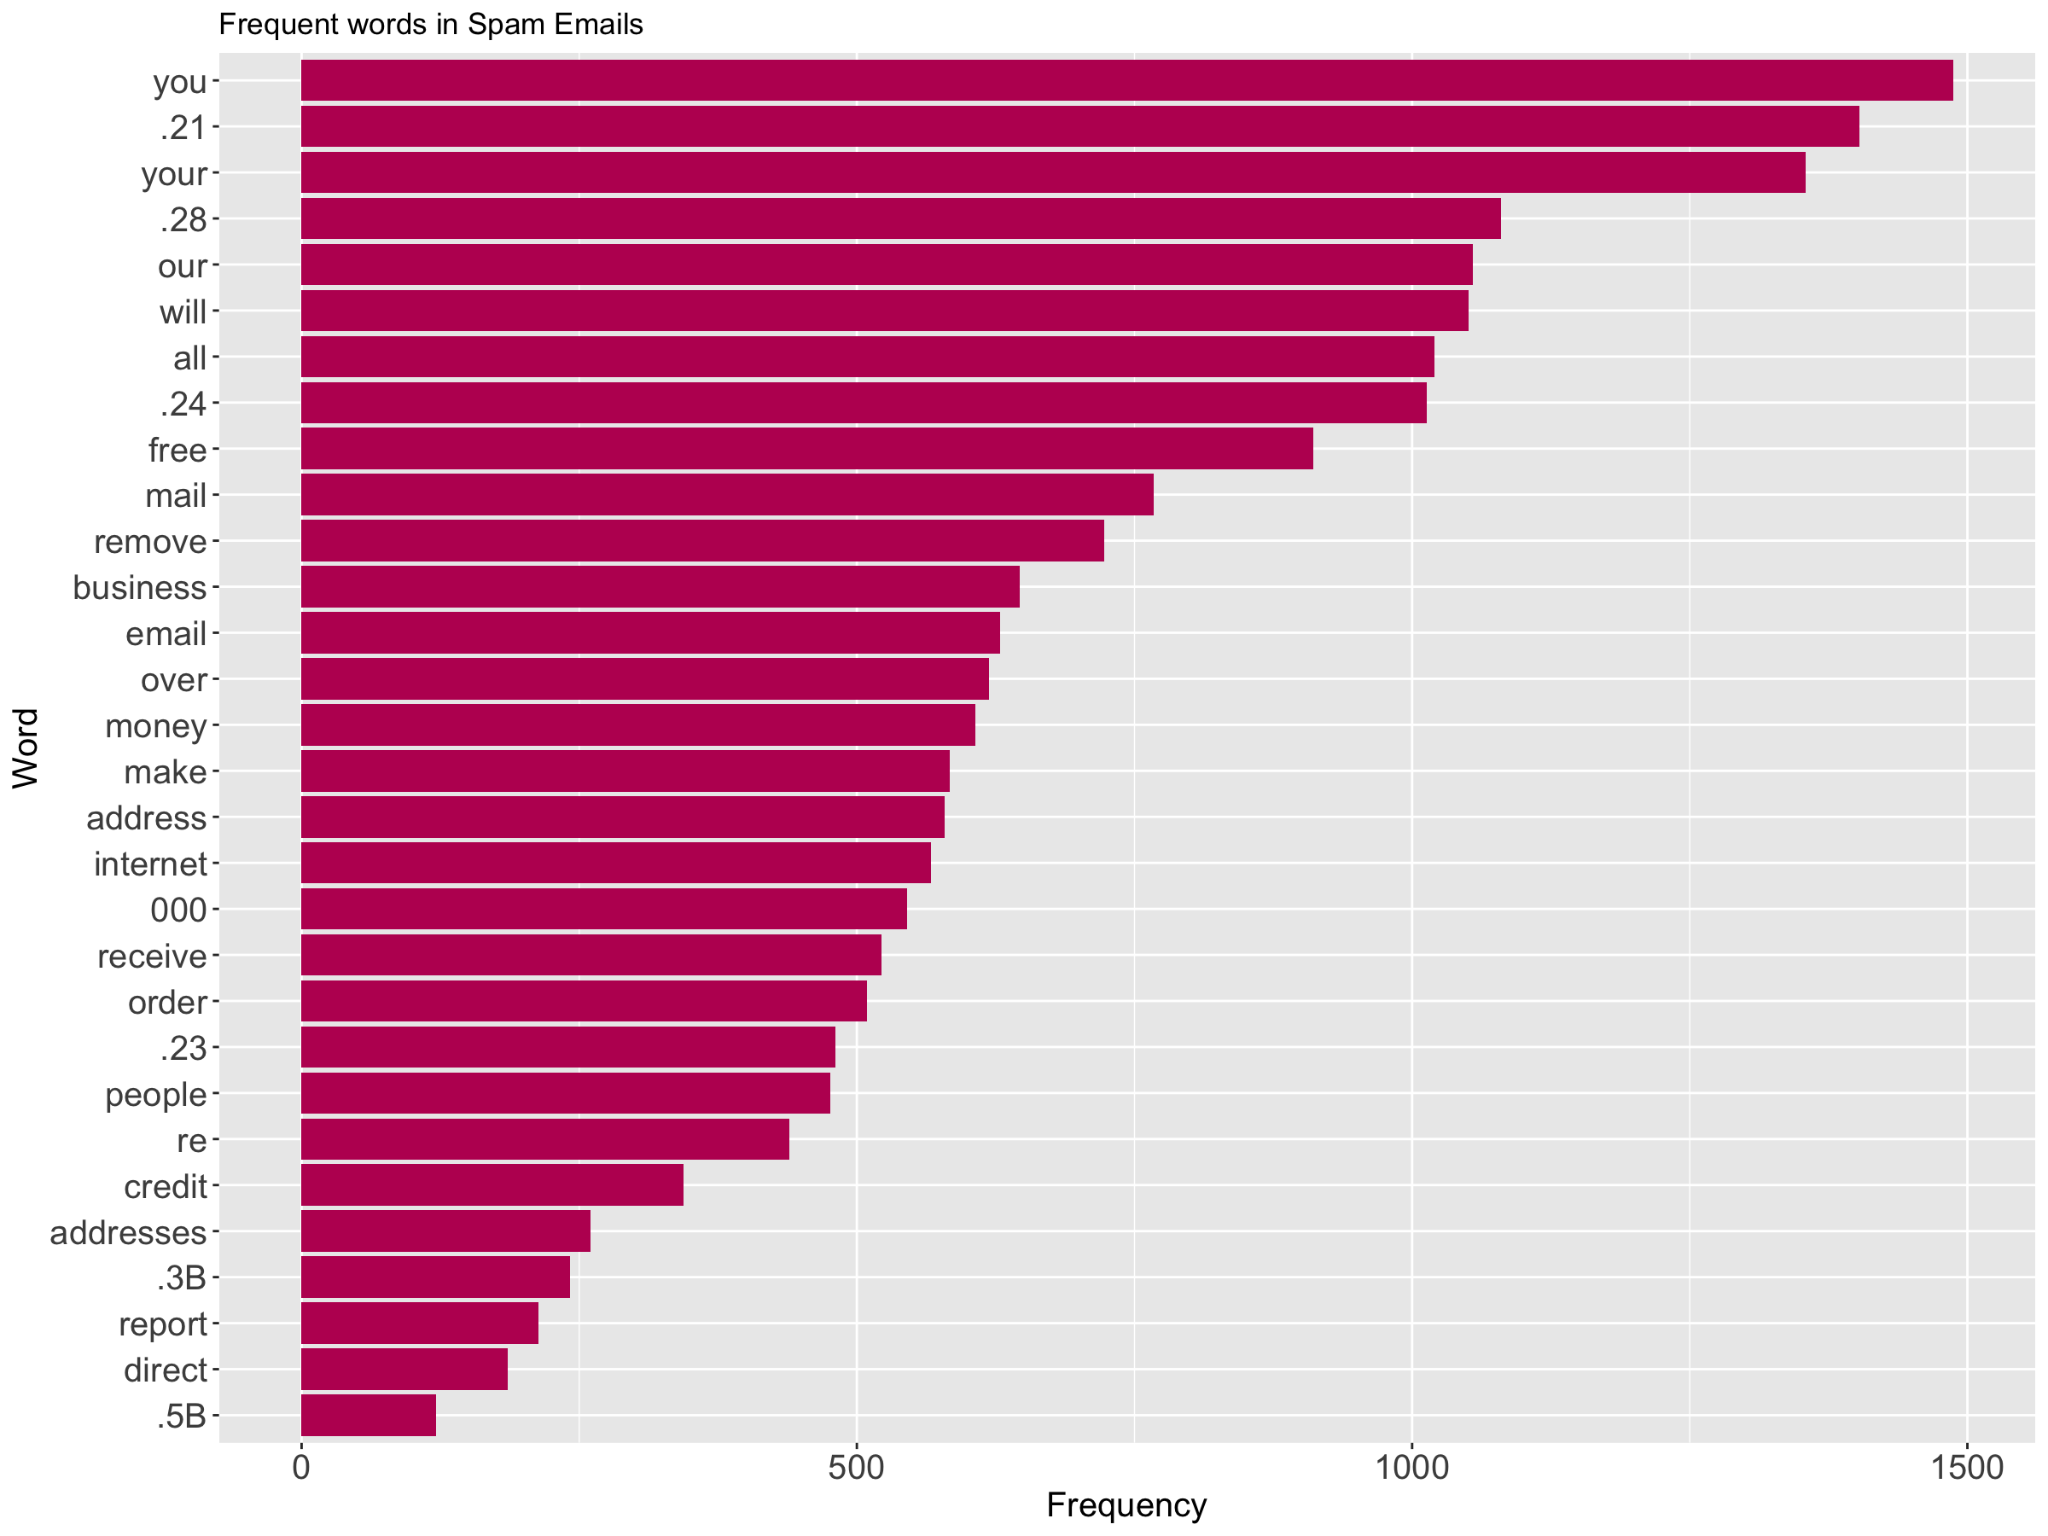 Frequent words in Spam Emails
you
.21
your
.28
our
will
all
.24
free
mail
remove
business
email
over
money
make
address
internet
000
receive
order
.23
people
re
credit
addresses
.3B
report
direct
.5B
Word
0 500 1000 1500
Frequency